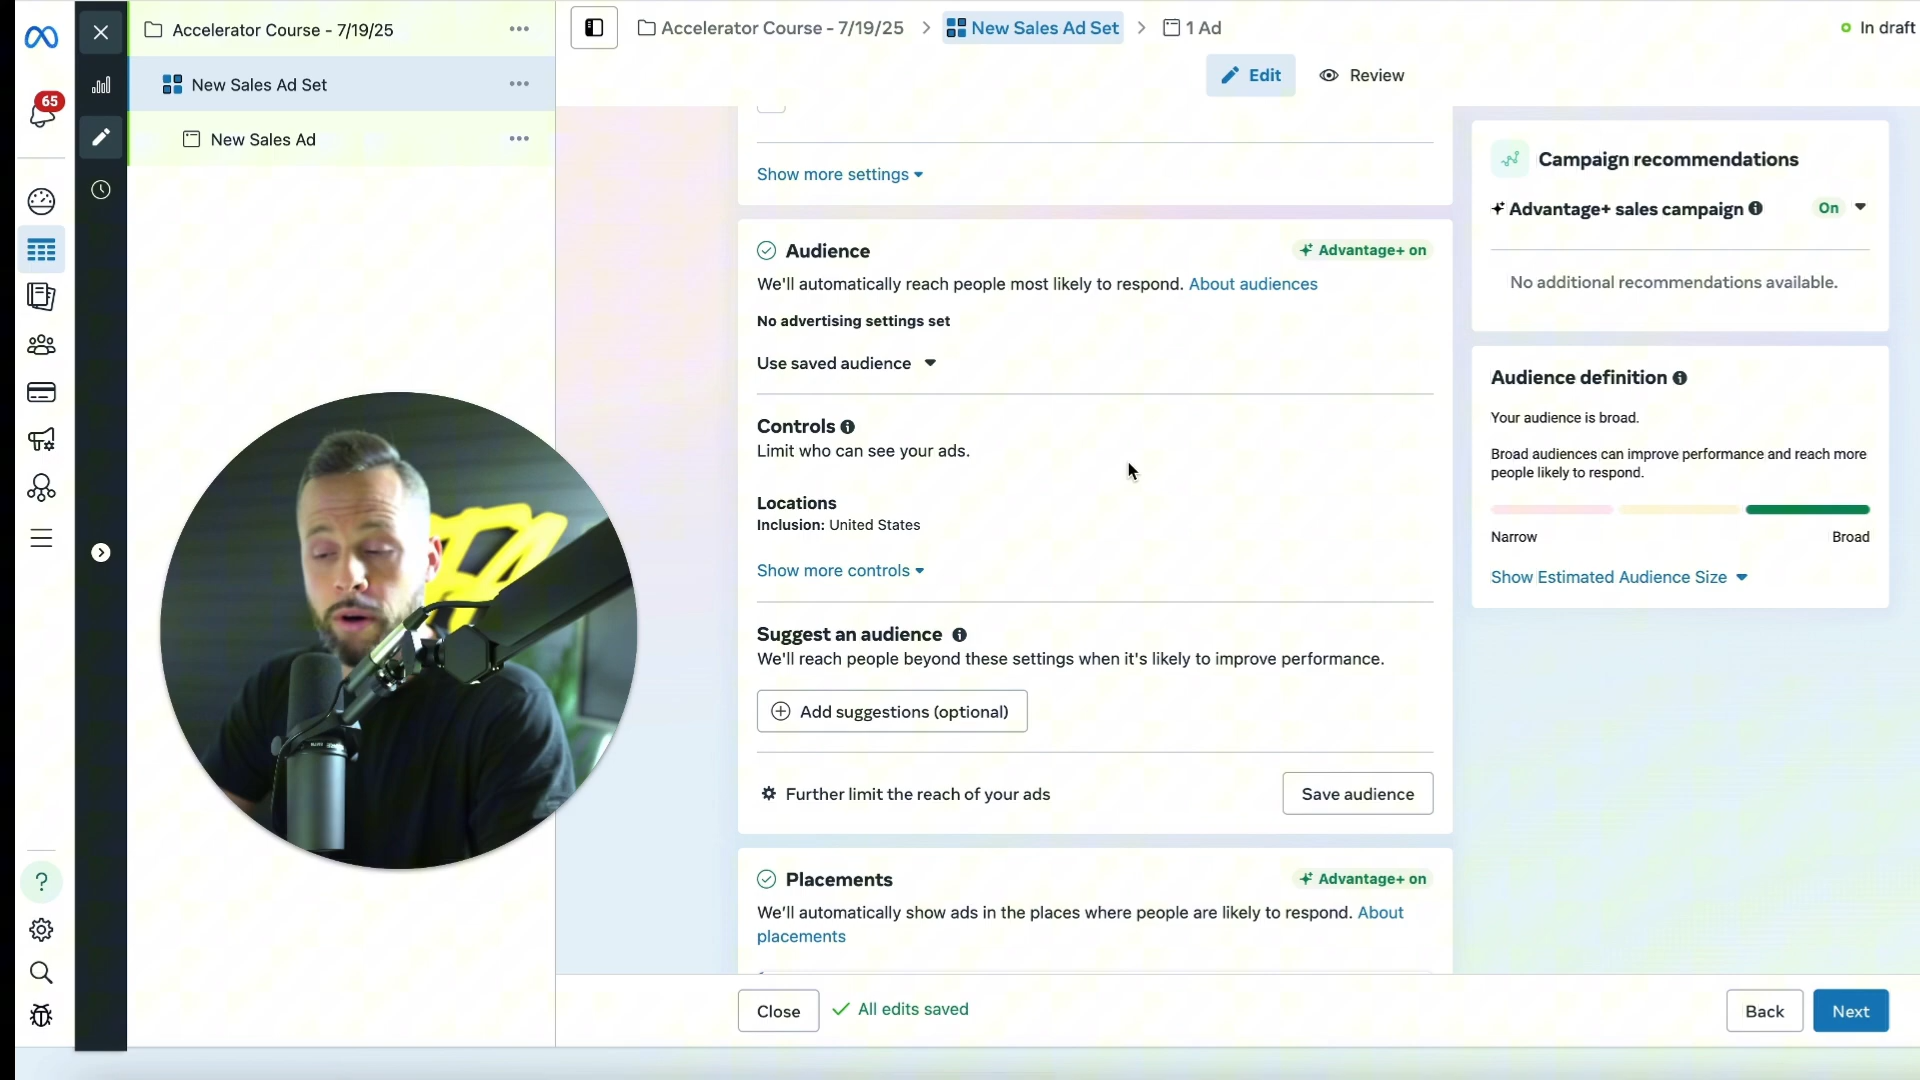 Accelerator Course - 7/19/25
New Sales Ad Set
New Sales Ad
65
Accelerator Course - 7/19/25
New Sales Ad Set
1 Ad
In draft
Edit
Review
Show more settings
Audience
Advantage+ on
We'll automatically reach people most likely to respond. About audiences
No advertising settings set
Use saved audience
Controls
Limit who can see your ads.
Locations
Inclusion: United States
Show more controls
Suggest an audience
We'll reach people beyond these settings when it's likely to improve performance.
Add suggestions (optional)
Further limit the reach of your ads
Save audience
Placements
Advantage+ on
We'll automatically show ads in the places where people are likely to respond. About
placements
Close
All edits saved
Back
Next
Campaign recommendations
Advantage+ sales campaign
On
No additional recommendations available.
Audience definition
Your audience is broad.
Broad audiences can improve performance and reach more
people likely to respond.
Narrow
Broad
Show Estimated Audience Size